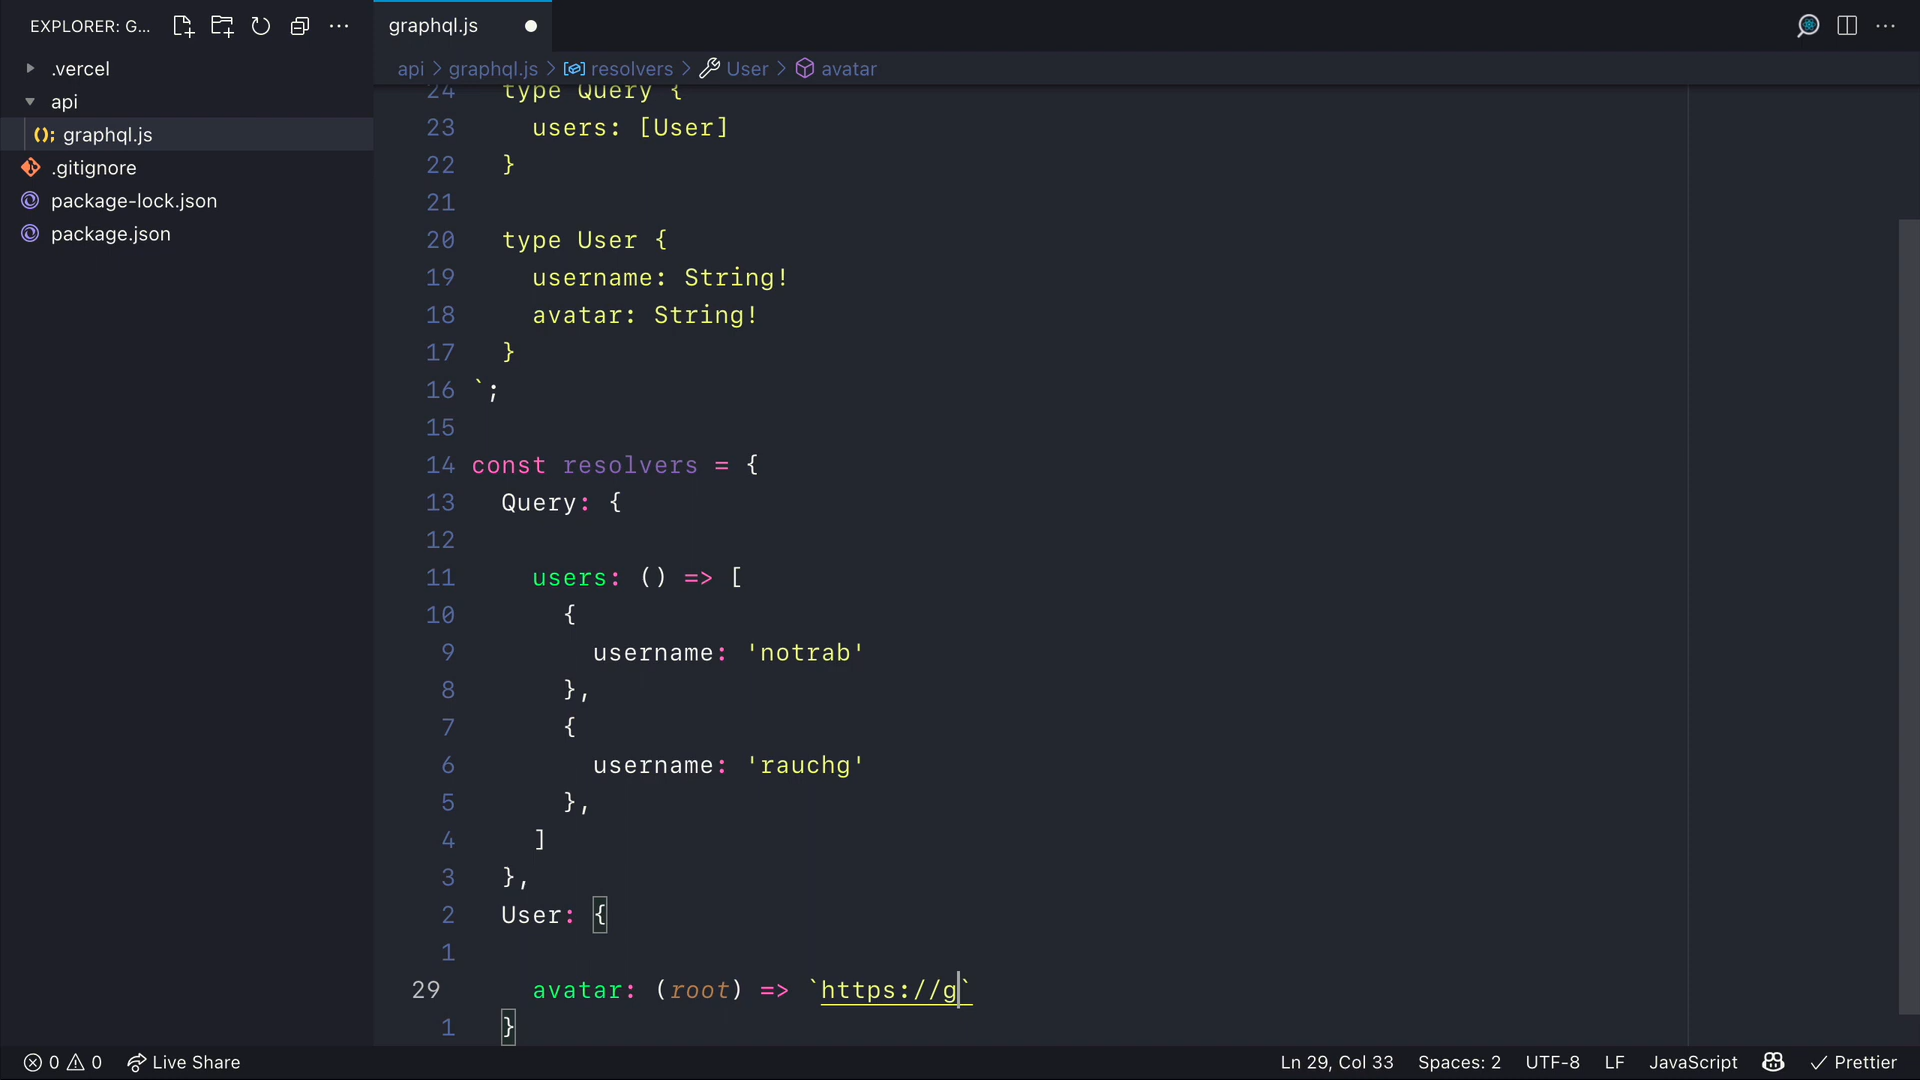 EXPLORER: G...
graphql.js
.vercel
api
graphql.js
.gitignore
package-lock.json
package.json
api > graphql.js > resolvers > User > avatar
24 type Query {
23 users: [User]
22 }
21
20 type User {
19 username: String!
18 avatar: String!
17 }
16 `;
15
14 const resolvers = {
13 Query: {
12
11 users: () => [
10 {
9 username: 'notrab'
8 },
7 {
6 username: 'rauchg'
5 },
4 ]
3 },
2 User: {
1
29 avatar: (root) => `https://g`
1 }
0 0 Live Share Ln 29, Col 33 Spaces: 2 UTF-8 LF JavaScript Prettier